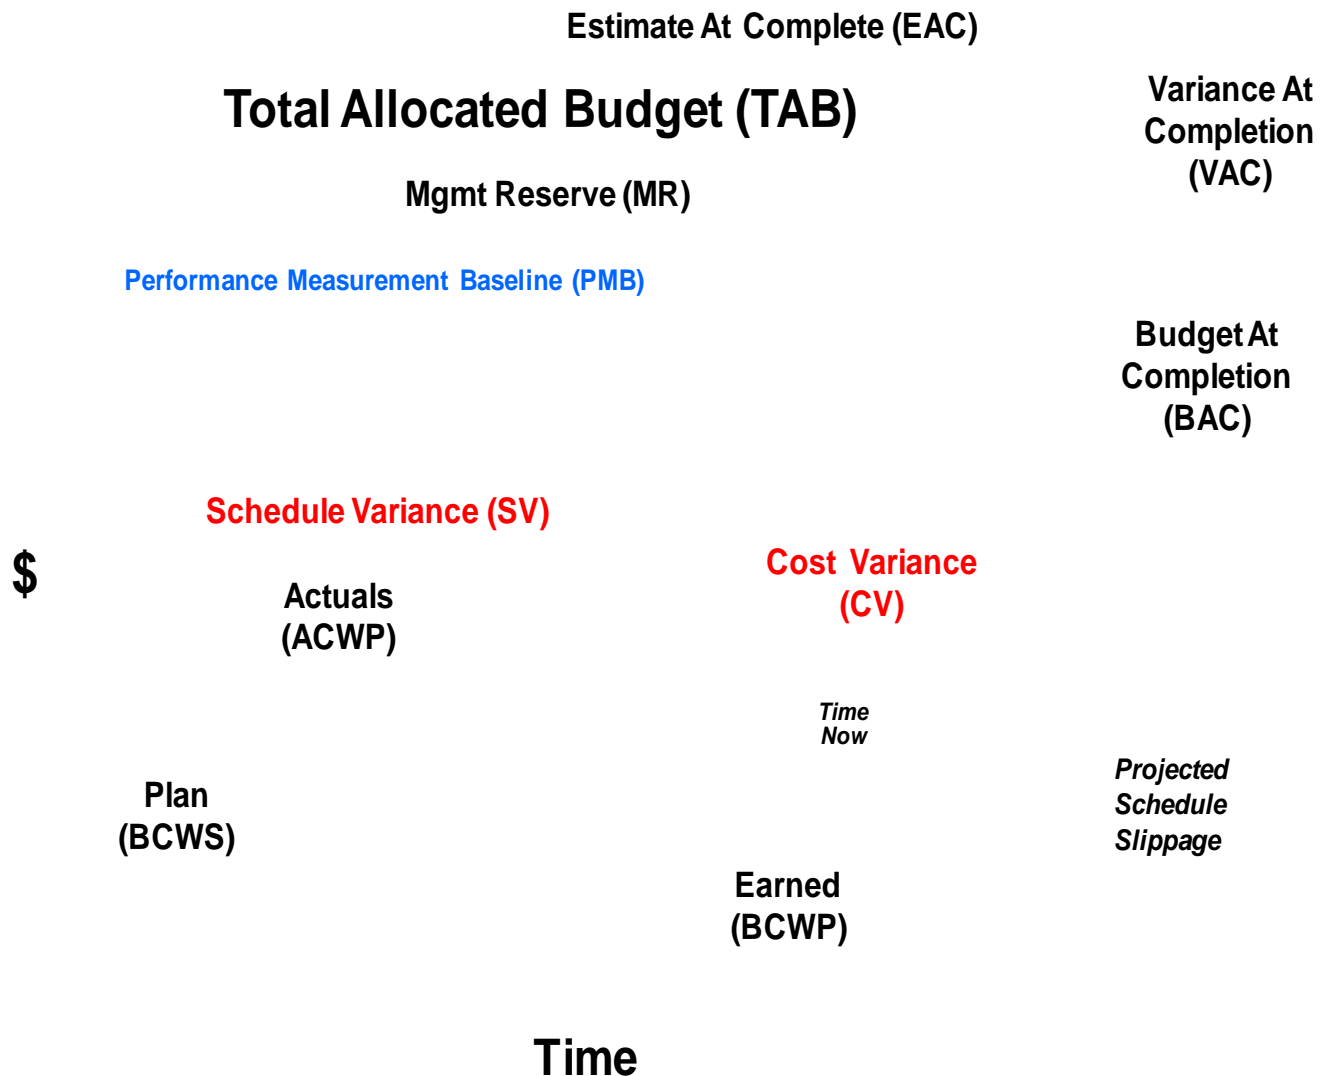 Estimate At Complete (EAC)
Total Allocated Budget (TAB)
Variance At
Completion
(VAC)
Mgmt Reserve (MR)
Performance Measurement Baseline (PMB)
Budget At
Completion
(BAC)
Schedule Variance (SV)
$
Cost Variance
(CV)
Actuals
(ACWP)
Time
Now
Projected
Schedule
Slippage
Plan
(BCWS)
Earned
(BCWP)
Time